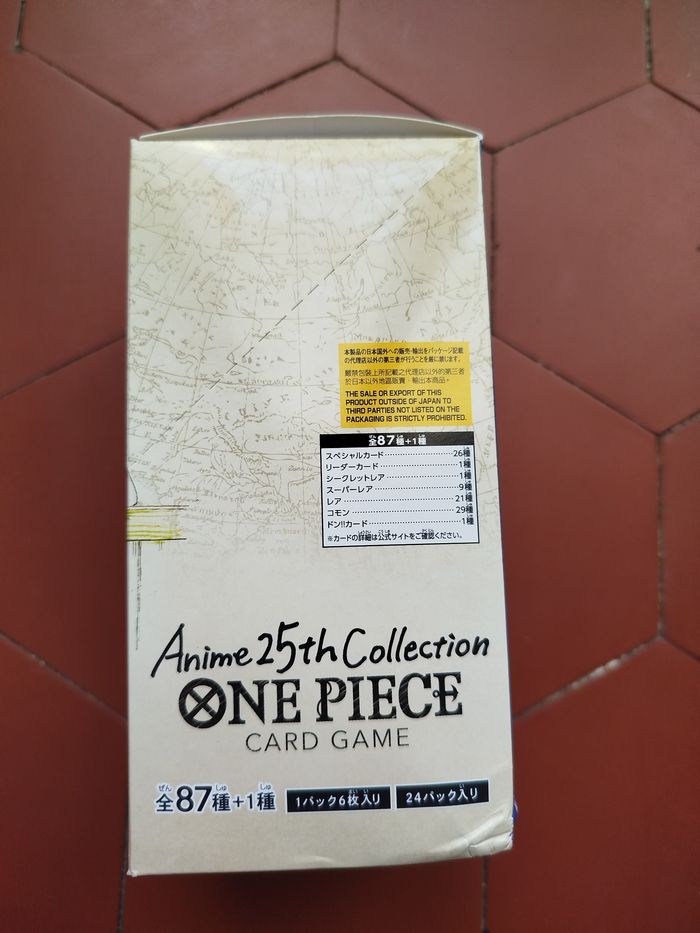 本製品の日本国外への販売・輸出をパッケージ記載
の代理店以外の第三者が行うことを厳に禁じます。
嚴禁包裝上所記載之代理店以外的第三者
於日本以外地區販賣、輸出本商品。
THE SALE OR EXPORT OF THIS
PRODUCT OUTSIDE OF JAPAN TO
THIRD PARTIES NOT LISTED ON THE
PACKAGING IS STRICTLY PROHIBITED.
全87種+1種
スペシャルカード 26種
リーダーカード 1種
シークレットレア 1種
スーパーレア 9種
レア 21種
コモン 29種
ドン!!カード 1種
※カードの詳細は公式サイトをご確認ください。
Anime 25th Collection
ONE PIECE
CARD GAME
全87種+1種 1パック6枚入り 24パック入り